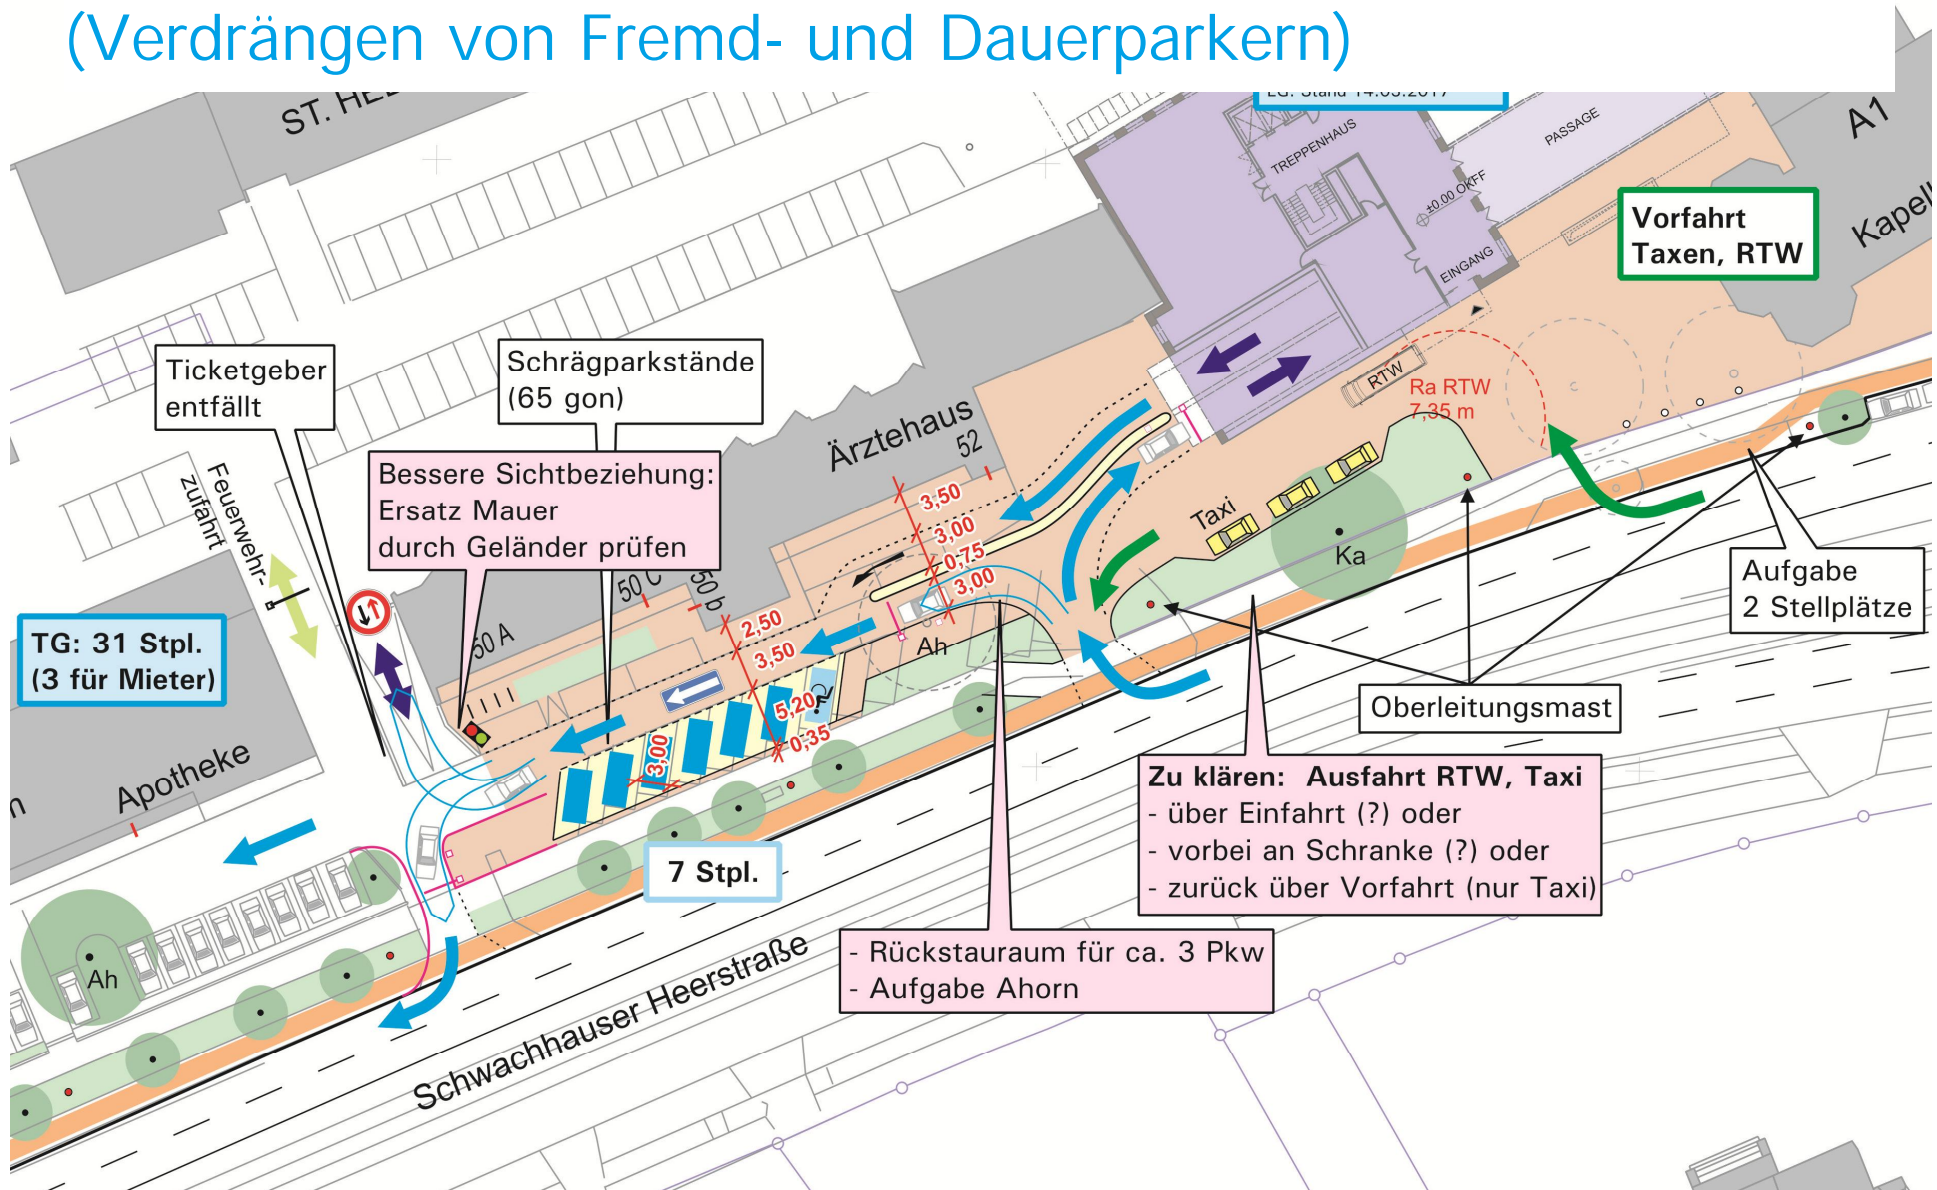 (Verdrängen von Fremd- und Dauerparkern)
ST.
TREPPENHAUS
PASSAGE
A1
±0.00 OKFF
EINGANG
Vorfahrt
Taxen, RTW
Ticketgeber
entfällt
Schrägparkstände
(65 gon)
Bessere Sichtbeziehung:
Ersatz Mauer
durch Geländer prüfen
Ärztehaus
52
RTW
Ra RTW
7,35 m
Feuerwehr-
zufahrt
3,50
3,00
0,75
3,00
Taxi
Ka
Aufgabe
2 Stellplätze
50 C
50 b
50 A
TG: 31 Stpl.
(3 für Mieter)
2,50
3,50
5,20
0,35
3,00
Ah
Oberleitungsmast
Apotheke
Zu klären: Ausfahrt RTW, Taxi
- über Einfahrt (?) oder
- vorbei an Schranke (?) oder
- zurück über Vorfahrt (nur Taxi)
7 Stpl.
- Rückstauraum für ca. 3 Pkw
- Aufgabe Ahorn
Ah
Schwachhauser Heerstraße